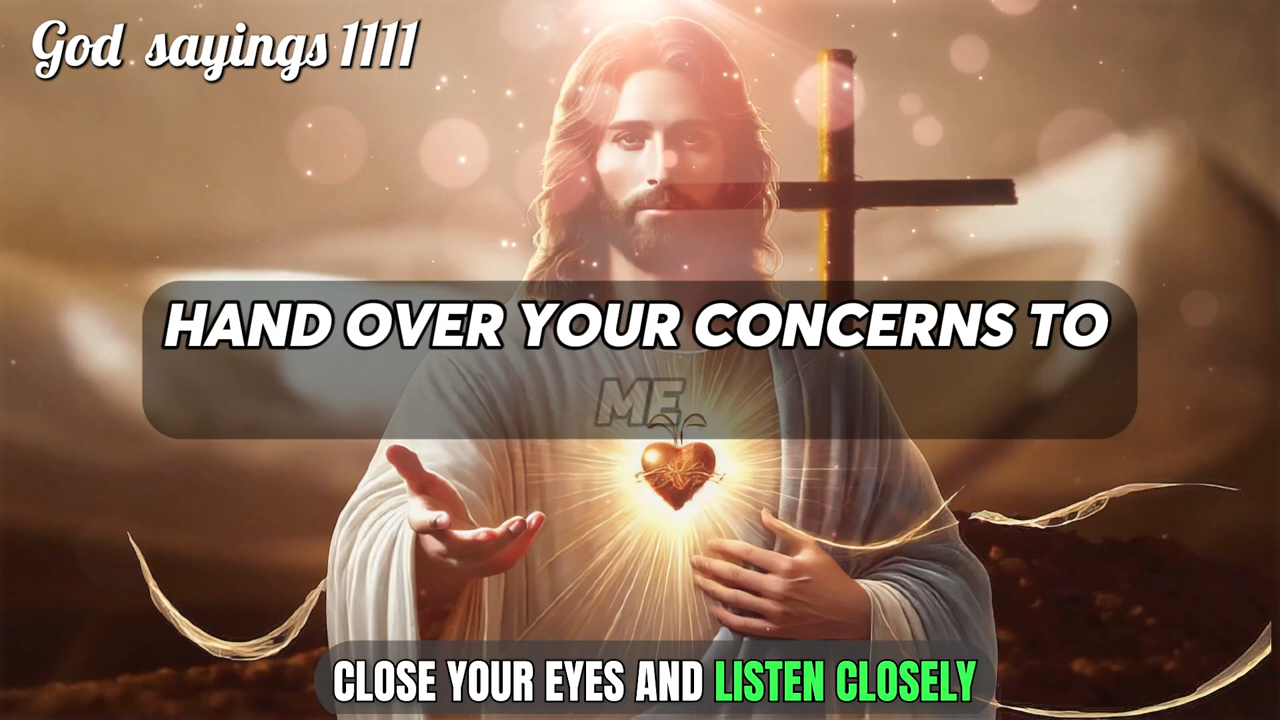 God sayings 1111
HAND OVER YOUR CONCERNS TO
ME
CLOSE YOUR EYES AND LISTEN CLOSELY